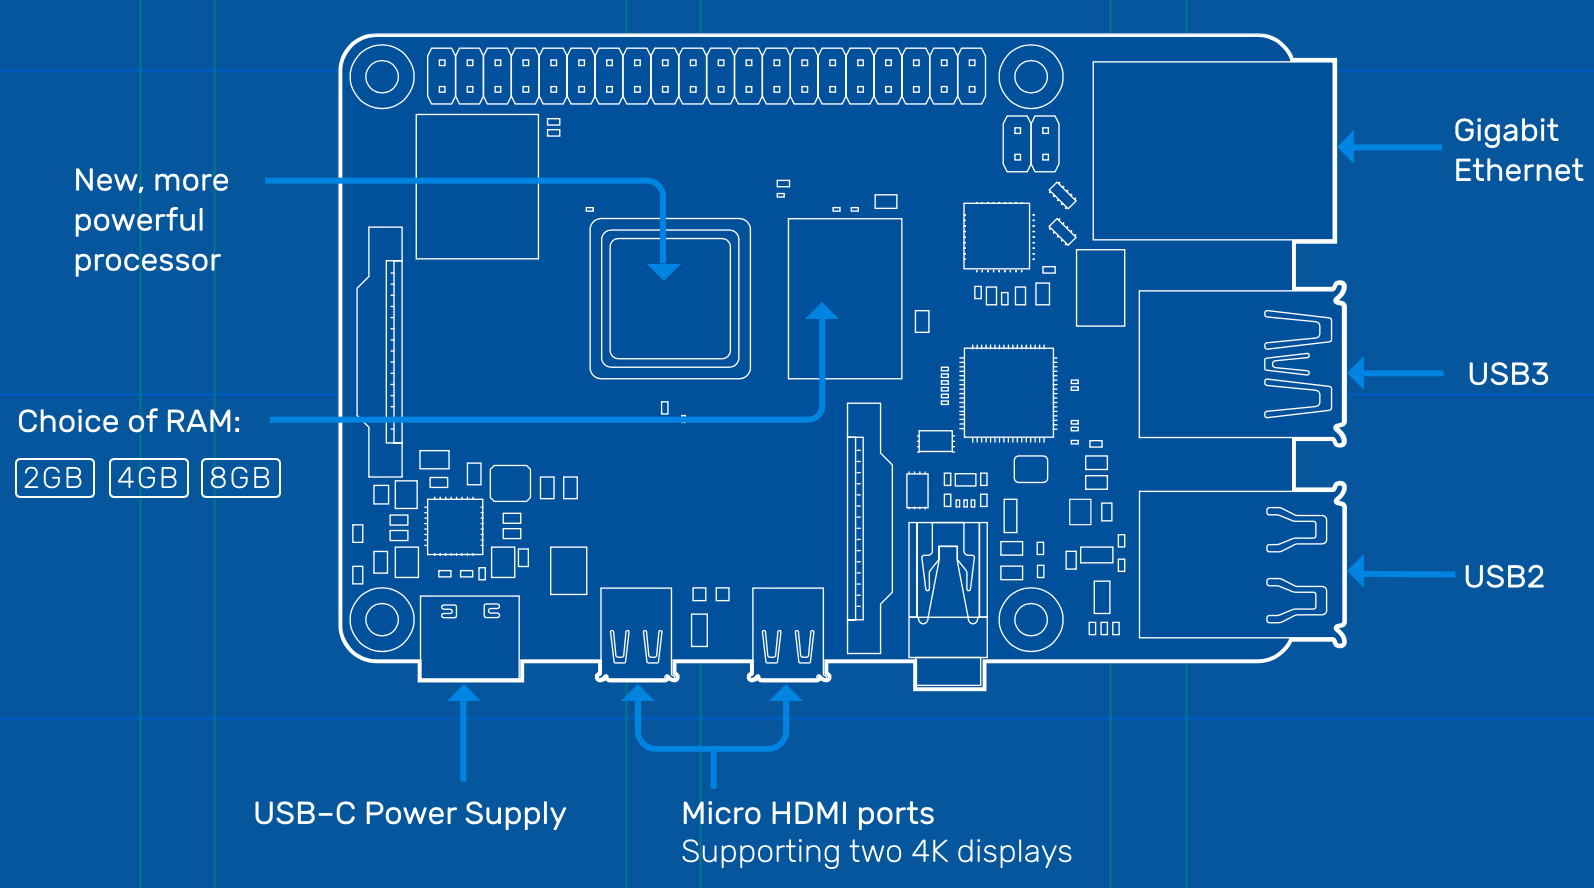 New, more
powerful
processor
Choice of RAM:
2GB 4GB 8GB
Gigabit
Ethernet
USB3
USB2
USB-C Power Supply
Micro HDMI ports
Supporting two 4K displays